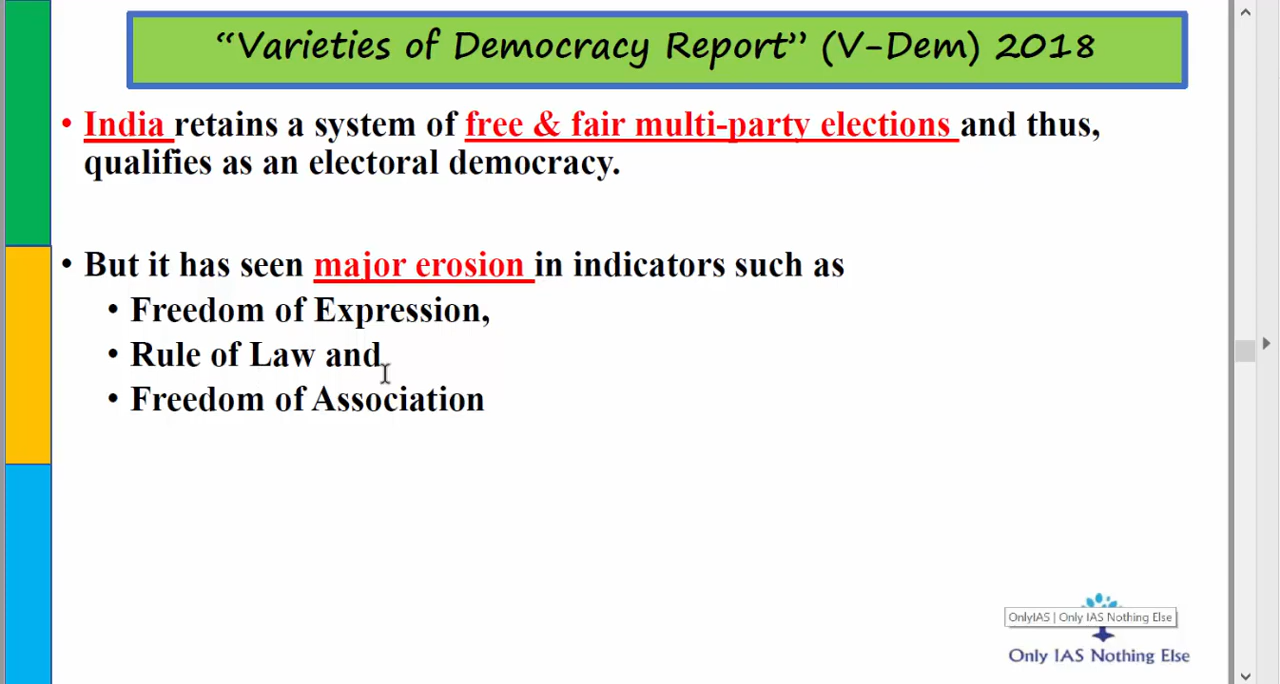 “Varieties of Democracy Report” (V-Dem) 2018
• India retains a system of free & fair multi-party elections and thus,
qualifies as an electoral democracy.
• But it has seen major erosion in indicators such as
• Freedom of Expression,
• Rule of Law and
• Freedom of Association
OnlyIAS | Only IAS Nothing Else
Only IAS Nothing Else